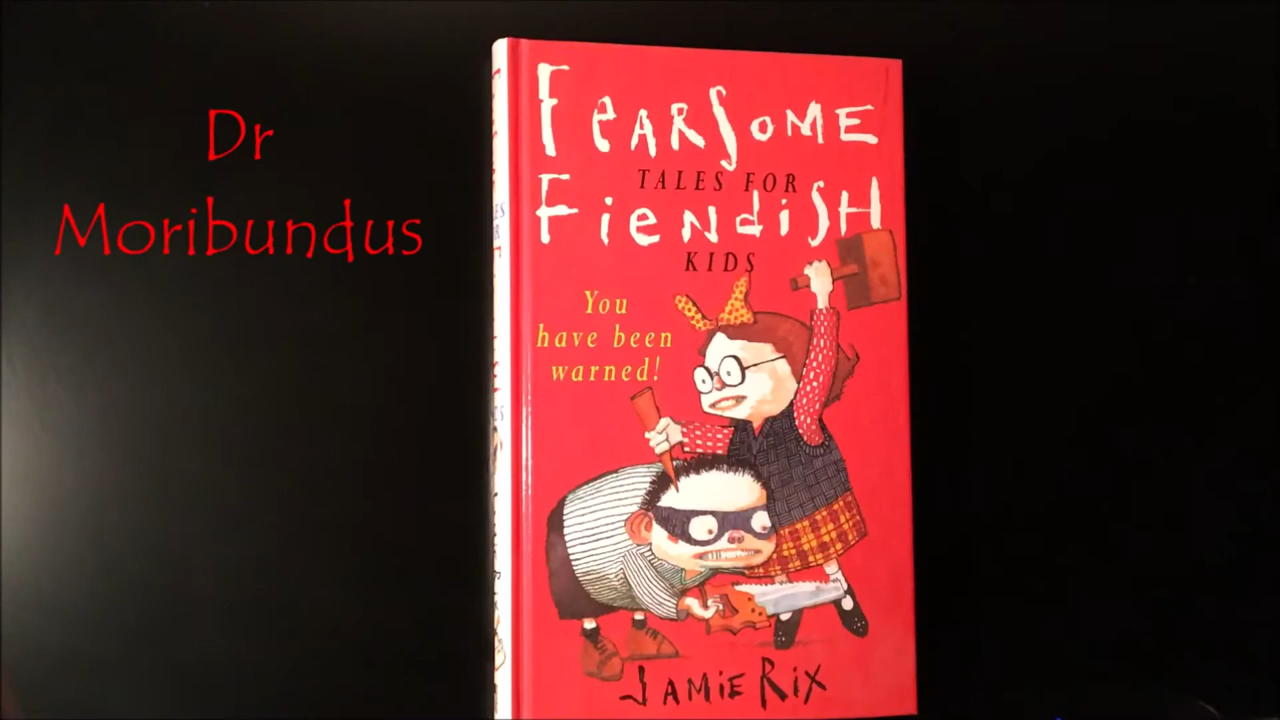 Dr
Moribundus
FeARSoME
TALES FOR
FiendiSH
KIDS
You
have been
warned!
JAMiE RiX